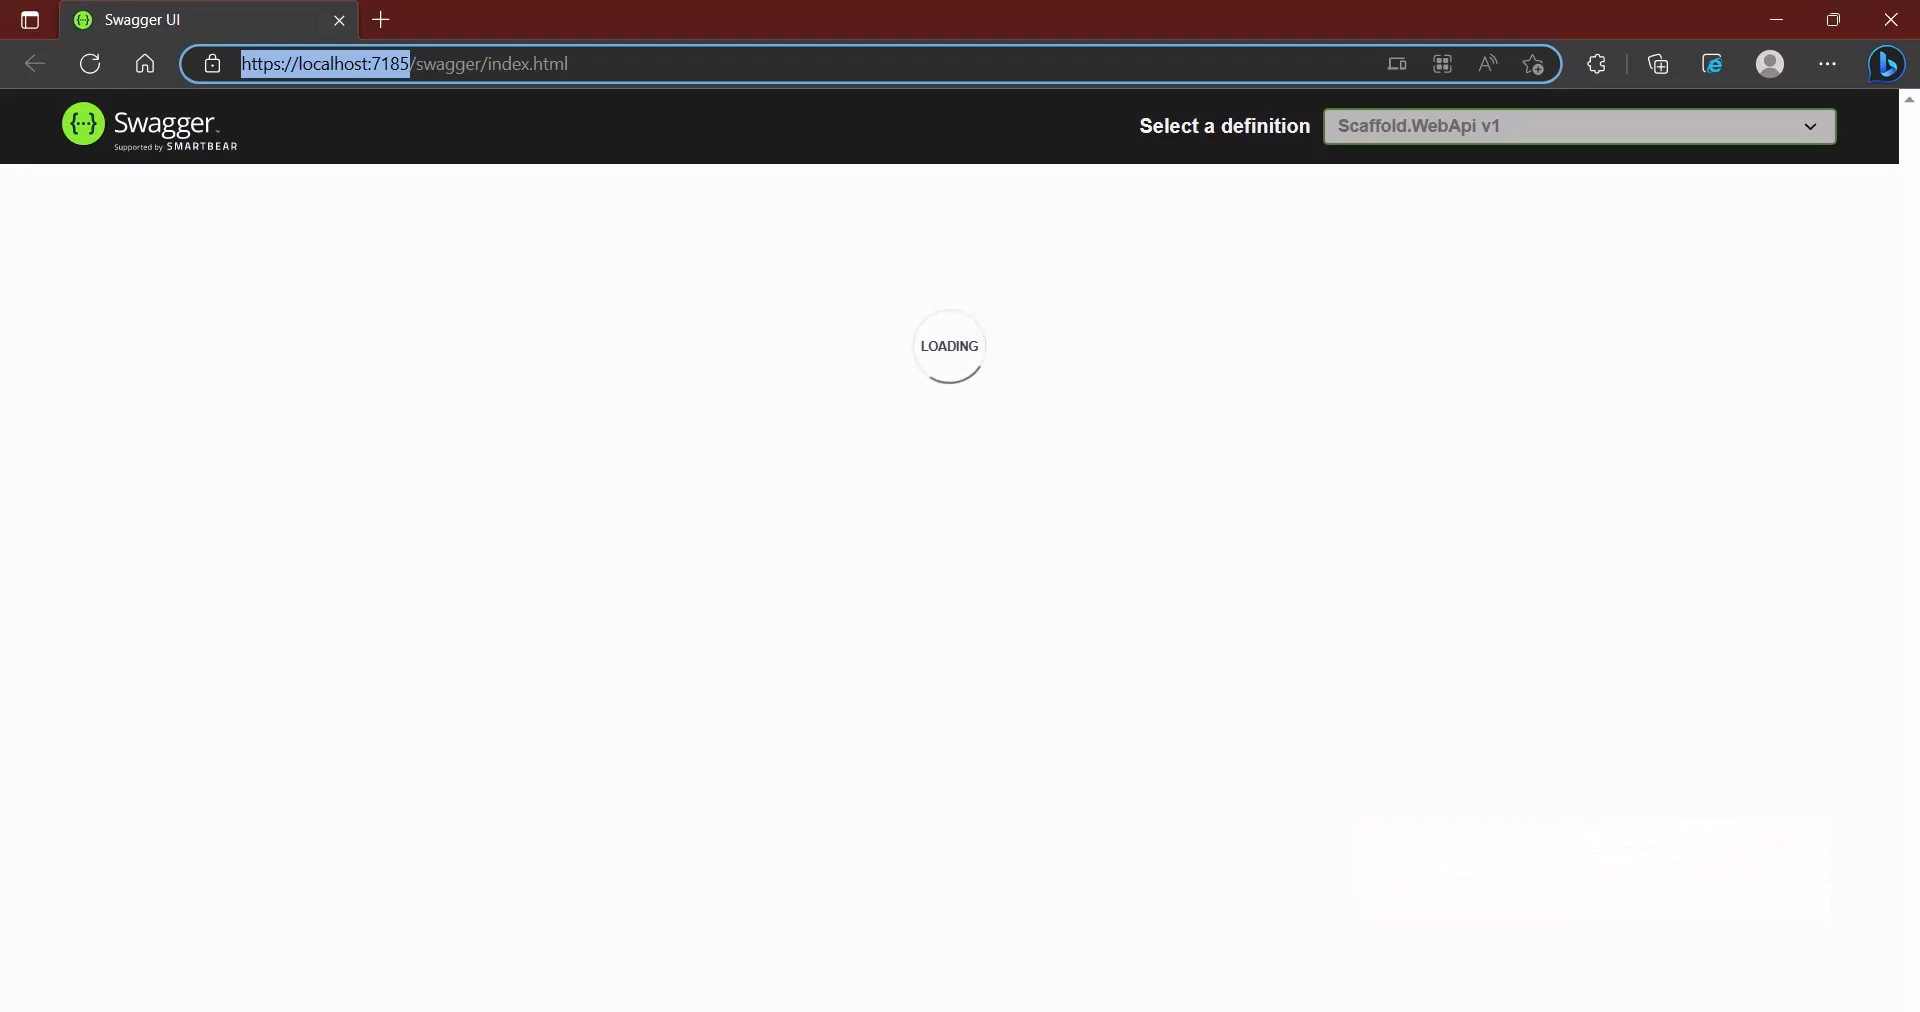 Swagger UI
https://localhost:7185/swagger/index.html
Swagger.
Supported by SMARTBEAR
Select a definition
Scaffold.WebApi v1
LOADING